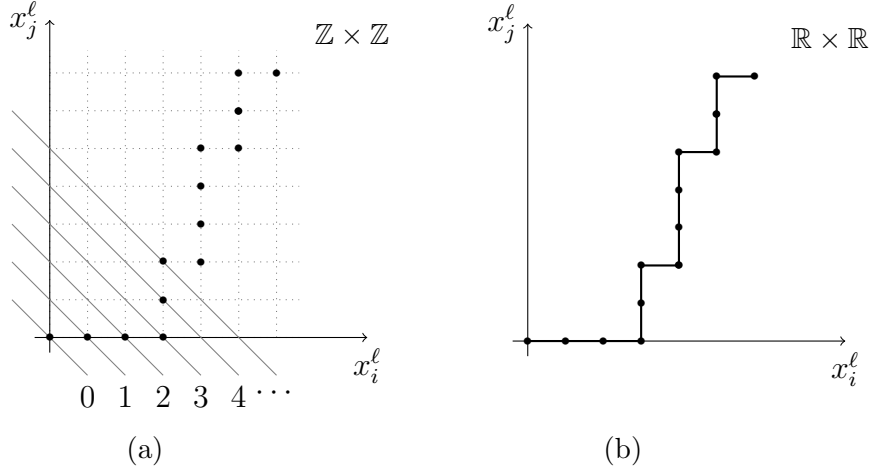 x_j^ℓ
ℤ × ℤ
x_i^ℓ
0 1 2 3 4 ⋯
(a)
x_j^ℓ
ℝ × ℝ
x_i^ℓ
(b)